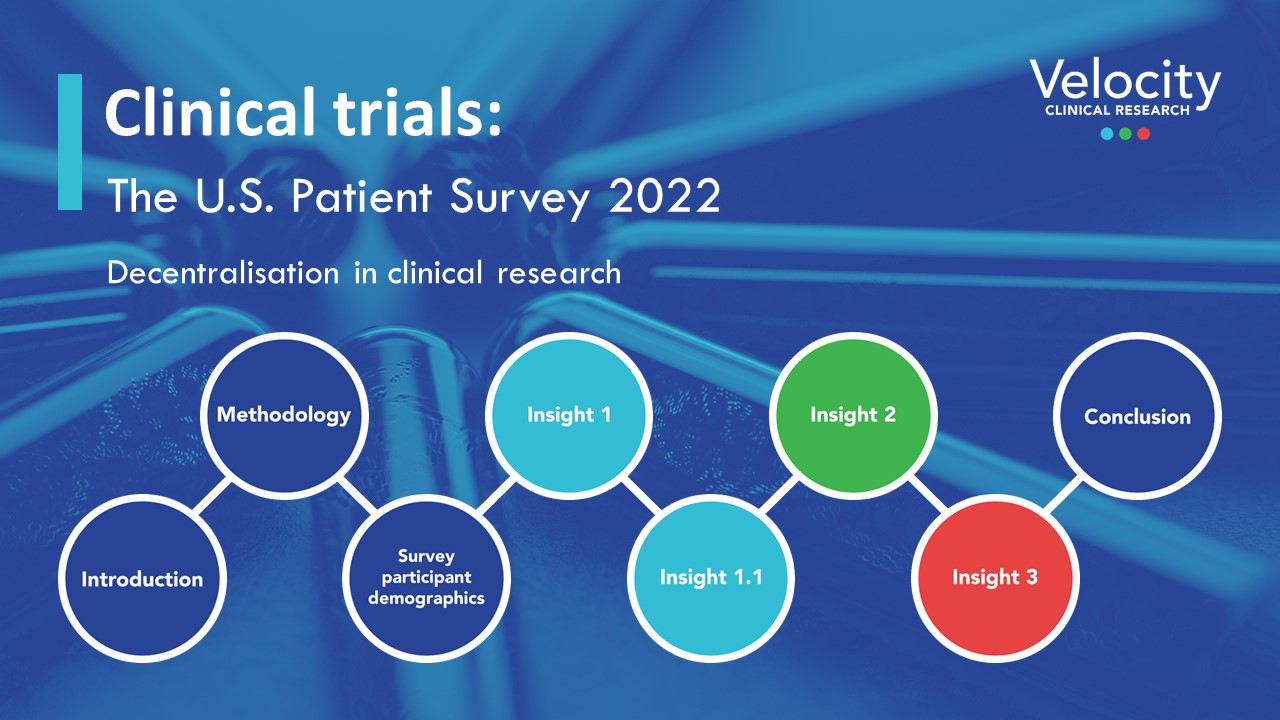 Clinical trials:
The U.S. Patient Survey 2022
Decentralisation in clinical research
Velocity
CLINICAL RESEARCH
Introduction
Methodology
Survey
participant
demographics
Insight 1
Insight 1.1
Insight 2
Insight 3
Conclusion